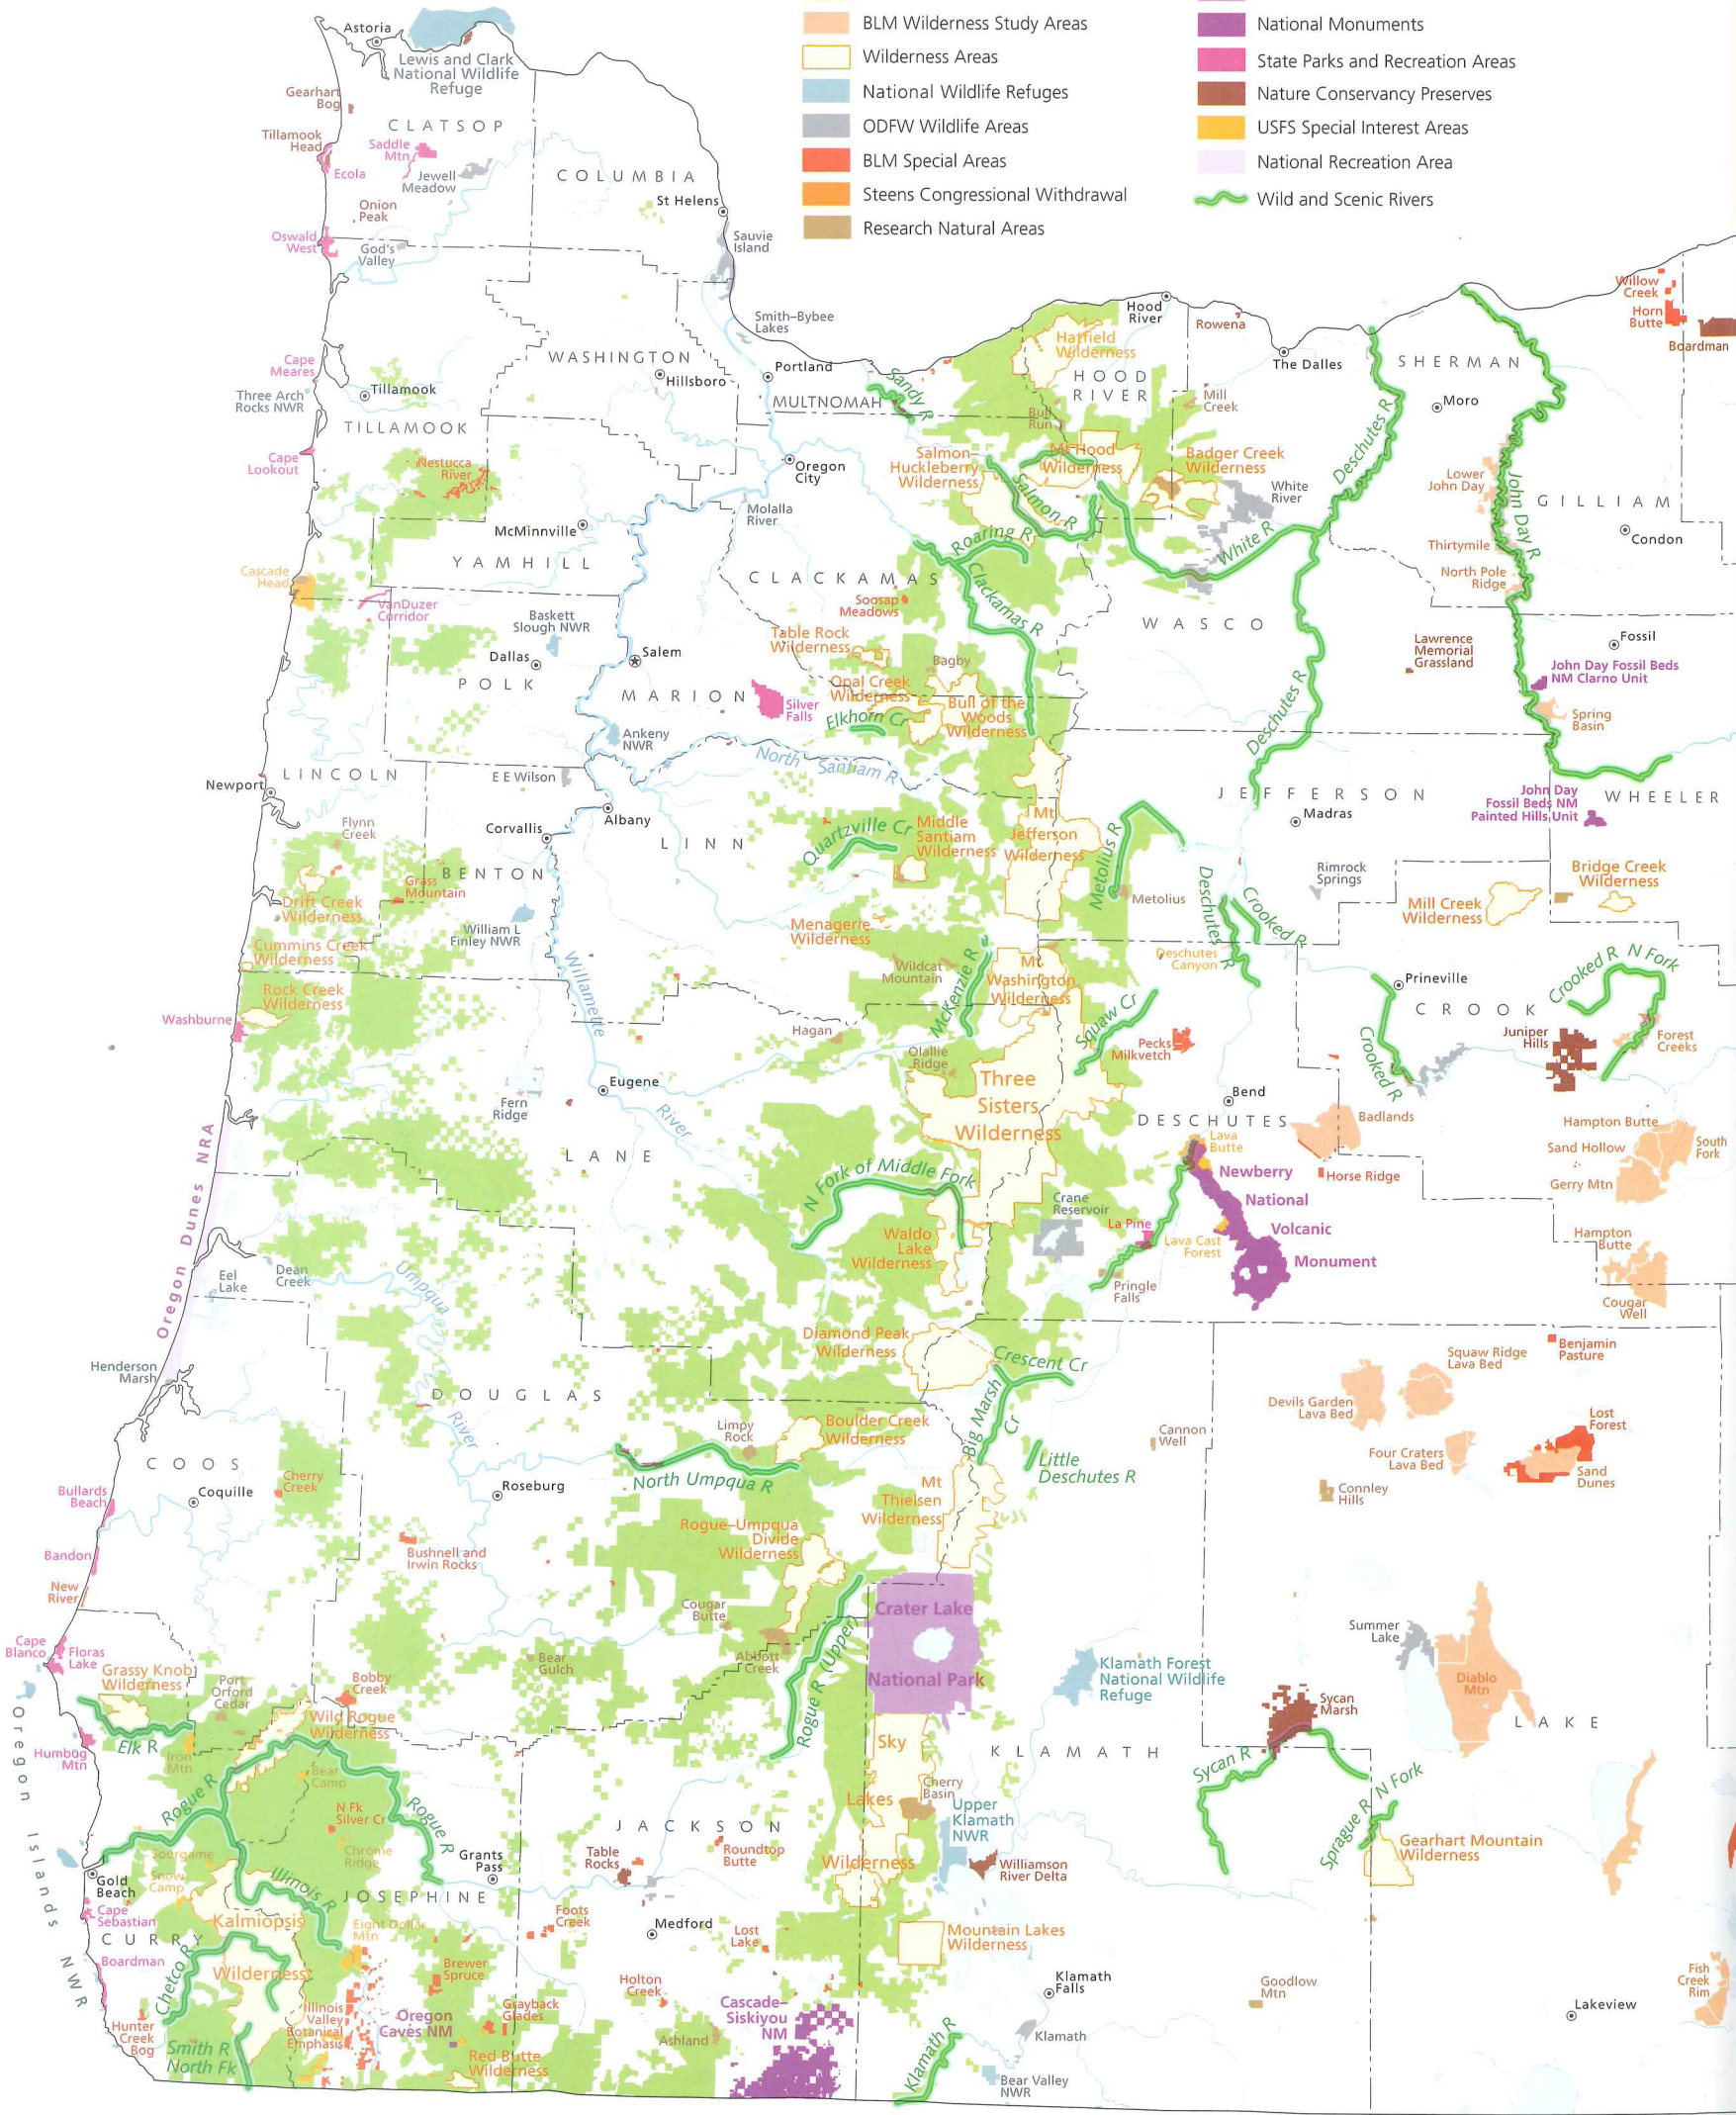 BLM Wilderness Study Areas
Wilderness Areas
National Wildlife Refuges
ODFW Wildlife Areas
BLM Special Areas
Steens Congressional Withdrawal
Research Natural Areas
National Monuments
State Parks and Recreation Areas
Nature Conservancy Preserves
USFS Special Interest Areas
National Recreation Area
Wild and Scenic Rivers
Astoria
Lewis and Clark
National Wildlife
Refuge
Gearhart
Bog
CLATSOP
Tillamook
Head
Saddle
Mtn
Ecola
Jewell
Meadow
COLUMBIA
St Helens
Onion
Peak
Oswald
West
God's
Valley
Sauvie
Island
Smith–Bybee
Lakes
WASHINGTON
Hillsboro
Portland
MULTNOMAH
Sandy R
Hatfield
Wilderness
Hood
River
Rowena
HOOD
RIVER
The Dalles
SHERMAN
Moro
Willow
Creek
Horn
Butte
Boardman
Cape
Meares
Three Arch
Rocks NWR
Tillamook
TILLAMOOK
Cape
Lookout
Nestucca
River
Oregon
City
Molalla
River
McMinnville
YAMHILL
Bull
Run
Mill
Creek
Salmon–
Huckleberry
Wilderness
Mt Hood
Wilderness
Badger Creek
Wilderness
Salmon R
White
River
White R
Deschutes R
Lower
John Day
John Day R
GILLIAM
Condon
Thirtymile
North Pole
Ridge
Cascade
Head
VanDuzer
Corridor
Baskett
Slough NWR
Dallas
POLK
Salem
MARION
Silver
Falls
CLACKAMAS
Roaring R
Clackamas R
Soosap
Meadows
Table Rock
Wilderness
Bagby
Opal Creek
Wilderness
Bull of the
Woods
Wilderness
Elkhorn Cr
WASCO
Lawrence
Memorial
Grassland
Fossil
John Day Fossil Beds
NM Clarno Unit
Spring
Basin
Deschutes R
Ankeny
NWR
North Santiam R
Newport
LINCOLN
E E Wilson
Albany
Corvallis
LINN
Quartzville Cr
Middle
Santiam
Wilderness
Mt
Jefferson
Wilderness
Metolius R
Metolius
JEFFERSON
Madras
John Day
Fossil Beds NM
Painted Hills Unit
WHEELER
Flynn
Creek
BENTON
Grass
Mountain
Drift Creek
Wilderness
William L
Finley NWR
Menagerie
Wilderness
Rimrock
Springs
Mill Creek
Wilderness
Bridge Creek
Wilderness
Deschutes R
Crooked R
Deschutes
Canyon
Cummins Creek
Wilderness
Rock Creek
Wilderness
Washburne
Willamette
River
Wildcat
Mountain
McKenzie R
Mt
Washington
Wilderness
Squaw Cr
Hagan
Olallie
Ridge
Pecks
Milkvetch
Prineville
CROOK
Crooked R
Crooked R N Fork
Juniper
Hills
Forest
Creeks
Eugene
Fern
Ridge
Three
Sisters
Wilderness
Bend
DESCHUTES
Badlands
Horse Ridge
Hampton Butte
Sand Hollow
South
Fork
Gerry Mtn
Lava
Butte
Newberry
National
Volcanic
Monument
LANE
N Fork of Middle Fork
Crane
Reservoir
La Pine
Lava Cast
Forest
Pringle
Falls
Waldo
Lake
Wilderness
Hampton
Butte
Cougar
Well
Oregon Dunes NRA
Eel
Lake
Dean
Creek
Umpqua
River
Diamond Peak
Wilderness
Crescent Cr
Big Marsh
Cr
Little
Deschutes R
Henderson
Marsh
DOUGLAS
Limpy
Rock
Boulder Creek
Wilderness
North Umpqua R
Cannon
Well
Benjamin
Pasture
Squaw Ridge
Lava Bed
Devils Garden
Lava Bed
Four Craters
Lava Bed
Lost
Forest
Sand
Dunes
Connley
Hills
COOS
Coquille
Cherry
Creek
Roseburg
Mt
Thielsen
Wilderness
Rogue–Umpqua
Divide
Wilderness
Bullards
Beach
Bandon
New
River
Bushnell and
Irwin Rocks
Cougar
Butte
Abbott
Creek
Bear
Gulch
Rogue R (Upper)
Crater Lake
National Park
Summer
Lake
Diablo
Mtn
LAKE
Cape
Blanco
Floras
Lake
Grassy Knob
Wilderness
Port
Orford
Cedar
Bobby
Creek
Wild Rogue
Wilderness
Klamath Forest
National Wildlife
Refuge
Sycan
Marsh
Sycan R
Sprague R N Fork
Gearhart Mountain
Wilderness
Elk R
Humbug
Mtn
Iron
Mtn
Bear
Camp
Rogue R
Rogue R
N Fk
Silver Cr
Chrome
Ridge
Oregon Islands NWR
KLAMATH
Sky
Lakes
Wilderness
Cherry
Basin
Upper
Klamath
NWR
Williamson
River Delta
JACKSON
Table
Rocks
Roundtop
Butte
Grants
Pass
Gold
Beach
Sourgame
Snow
Camp
Illinois R
JOSEPHINE
Cape
Sebastian
CURRY
Kalmiopsis
Wilderness
Eight Dollar
Mtn
Foots
Creek
Medford
Lost
Lake
Mountain Lakes
Wilderness
Boardman
Chetco R
Brewer
Spruce
Holton
Creek
Klamath
Falls
Goodlow
Mtn
Lakeview
Fish
Creek
Rim
Hunter
Creek
Bog
Illinois
Valley
Botanical
Emphasis
Oregon
Caves NM
Grayback
Glades
Cascade–
Siskiyou
NM
Ashland
Red Butte
Wilderness
Smith R
North Fk
Klamath R
Klamath
Bear Valley
NWR